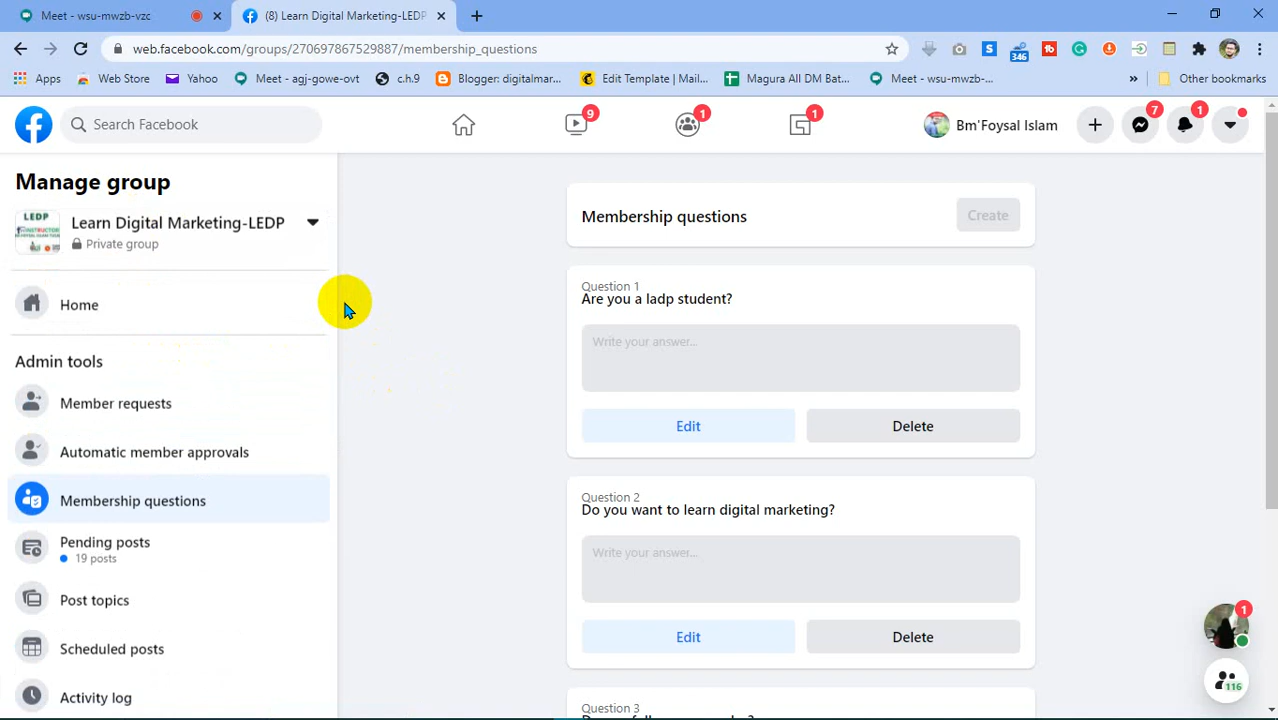 Meet - wsu-mwzb-vzc
(8) Learn Digital Marketing-LEDP
web.facebook.com/groups/270697867529887/membership_questions
346
Apps
Web Store
Yahoo
Meet - agj-gowe-ovt
c.h.9
Blogger: digitalmar...
Edit Template | Mail...
Magura All DM Bat...
Meet - wsu-mwzb-...
»
Other bookmarks
Search Facebook
9
1
1
Bm'Foysal Islam
7
1
Manage group
LEDP
Learn Digital Marketing-LEDP
Private group
Home
Admin tools
Member requests
Automatic member approvals
Membership questions
Pending posts
19 posts
Post topics
Scheduled posts
Activity log
Membership questions
Create
Question 1
Are you a ladp student?
Write your answer...
Edit
Delete
Question 2
Do you want to learn digital marketing?
Write your answer...
Edit
Delete
Question 3
1
116